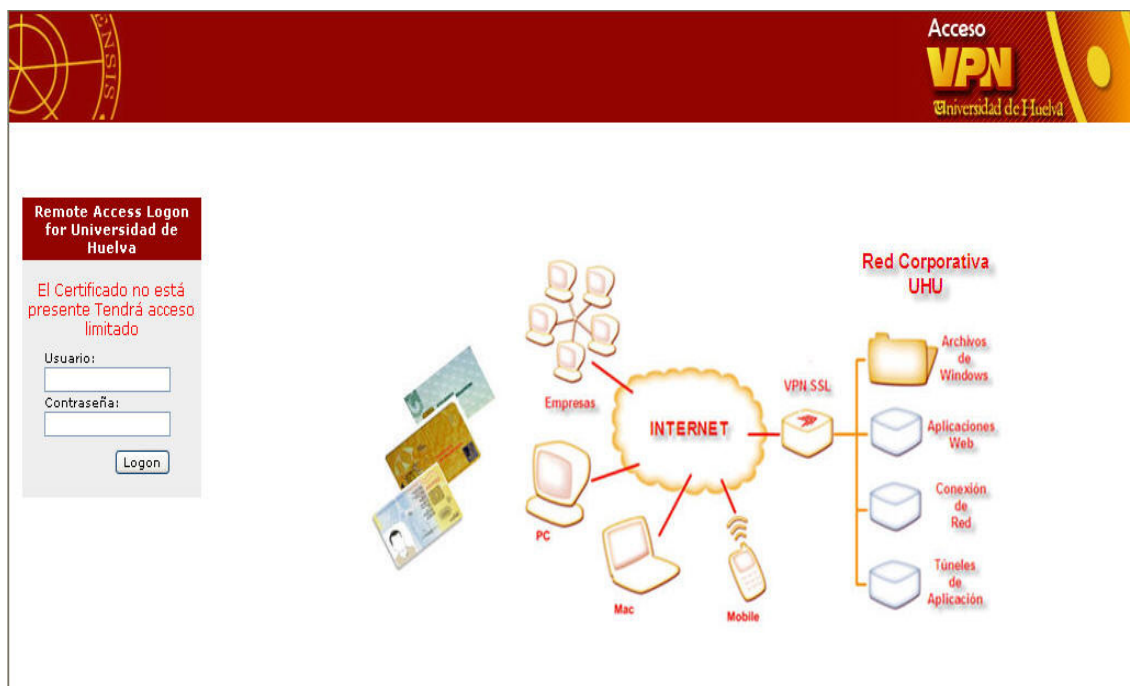 ENSIS
Acceso
VPN
Universidad de Huelva
Remote Access Logon
for Universidad de
Huelva
El Certificado no está
presente Tendrá acceso
limitado
Usuario:
Contraseña:
Logon
Empresas
PC
Mac
Mobile
INTERNET
VPN SSL
Red Corporativa
UHU
Archivos
de
Windows
Aplicaciones
Web
Conexión
de
Red
Túneles
de
Aplicación